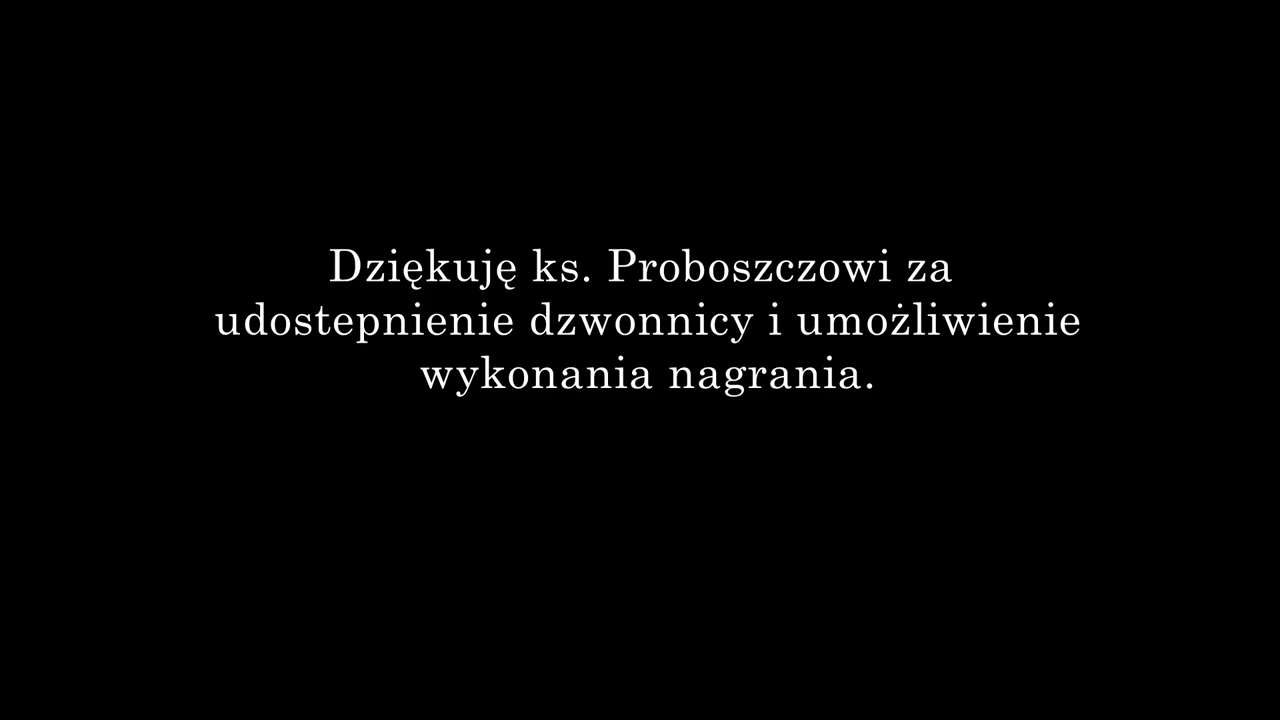 Dziękuję ks. Proboszczowi za
udostepnienie dzwonnicy i umożliwienie
wykonania nagrania.